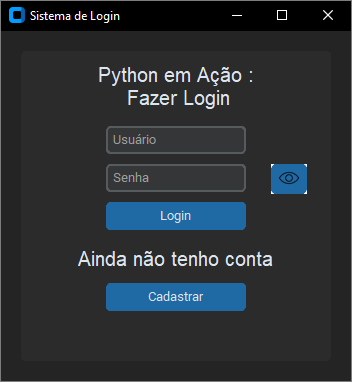 Sistema de Login
Python em Ação :
Fazer Login
Usuário
Senha
Login
Ainda não tenho conta
Cadastrar